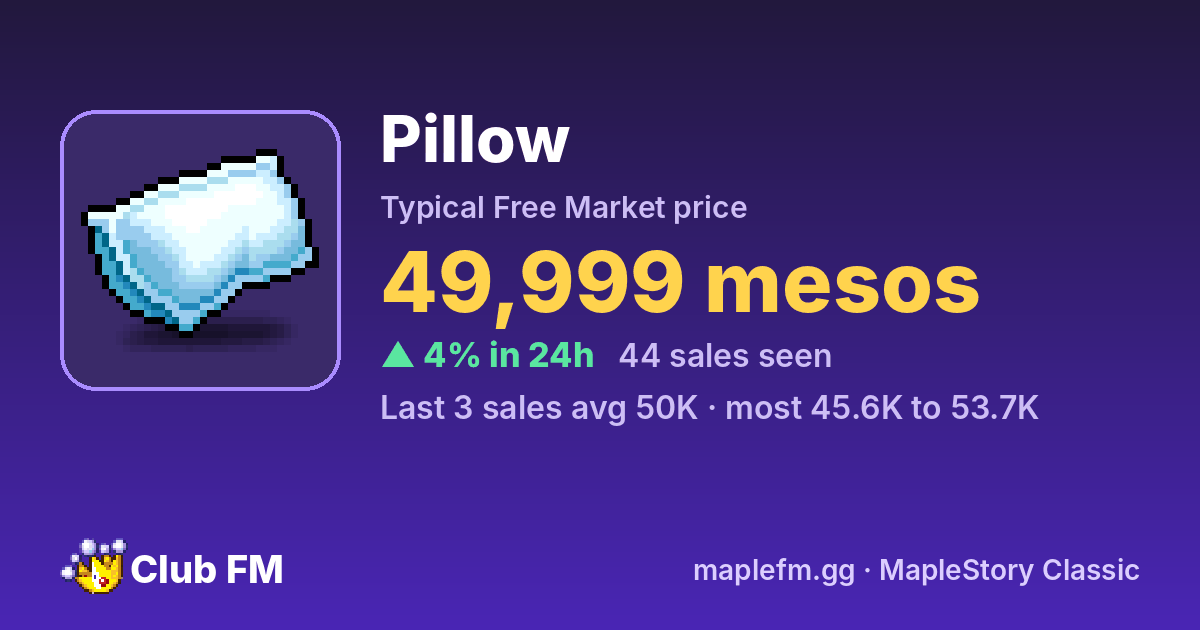 Pillow
Typical Free Market price
49,999 mesos
▲ 4% in 24h 44 sales seen
Last 3 sales avg 50K · most 45.6K to 53.7K
Club FM
maplefm.gg · MapleStory Classic